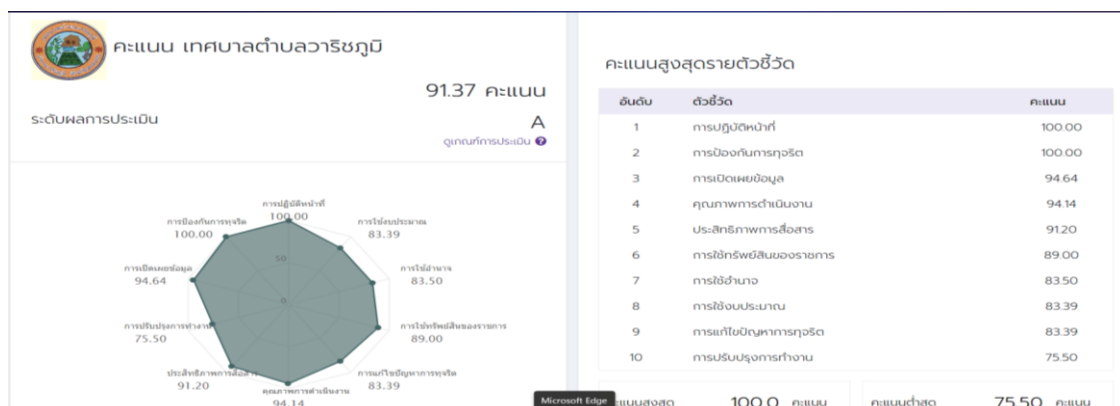 คะแนน เทศบาลตำบลวาริชภูมิ
91.37 คะแนน
ระดับผลการประเมิน
A
ดูเกณฑ์การประเมิน
การปฏิบัติหน้าที่
100.00
การใช้งบประมาณ
83.39
การใช้อำนาจ
83.50
การใช้ทรัพย์สินของราชการ
89.00
การแก้ไขปัญหาการทุจริต
83.39
คุณภาพการดำเนินงาน
94.14
ประสิทธิภาพการสื่อสาร
91.20
การปรับปรุงการทำงาน
75.50
การเปิดเผยข้อมูล
94.64
การป้องกันการทุจริต
100.00
50
0
คะแนนสูงสุดรายตัวชี้วัด
อันดับ ตัวชี้วัด คะแนน
1 การปฏิบัติหน้าที่ 100.00
2 การป้องกันการทุจริต 100.00
3 การเปิดเผยข้อมูล 94.64
4 คุณภาพการดำเนินงาน 94.14
5 ประสิทธิภาพการสื่อสาร 91.20
6 การใช้ทรัพย์สินของราชการ 89.00
7 การใช้อำนาจ 83.50
8 การใช้งบประมาณ 83.39
9 การแก้ไขปัญหาการทุจริต 83.39
10 การปรับปรุงการทำงาน 75.50
Microsoft Edge
คะแนนสูงสุด 100.0 คะแนน
คะแนนต่ำสุด 75.50 คะแนน